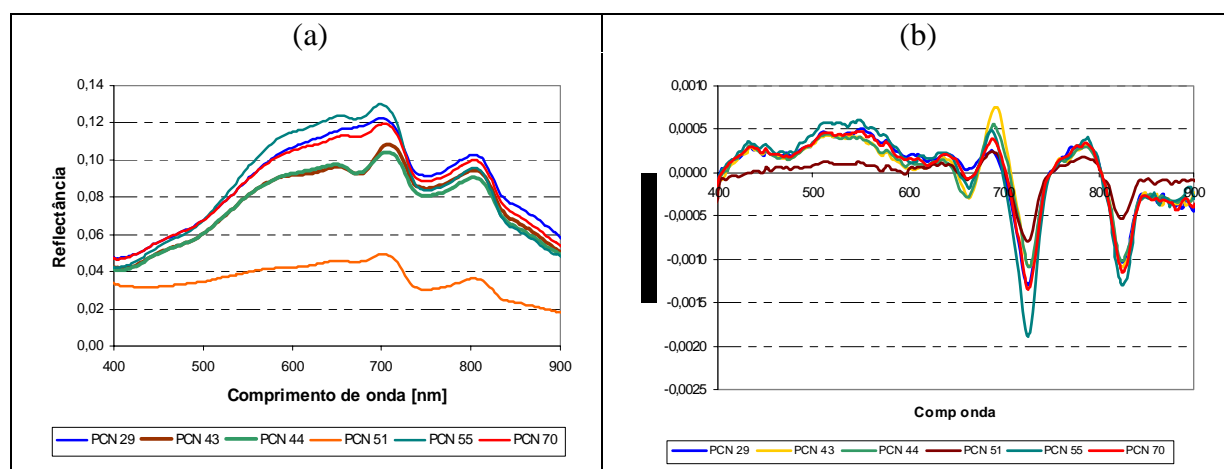 (a)
0,14
0,12
0,10
0,08
0,06
0,04
0,02
0,00
Reflectância
400 500 600 700 800 900
Comprimento de onda [nm]
PCN 29 PCN 43 PCN 44 PCN 51 PCN 55 PCN 70
(b)
0,0010
0,0005
0,0000
-0,0005
-0,0010
-0,0015
-0,0020
-0,0025
400 500 600 700 800 900
Comp onda
PCN 29 PCN 43 PCN 44 PCN 51 PCN 55 PCN 70